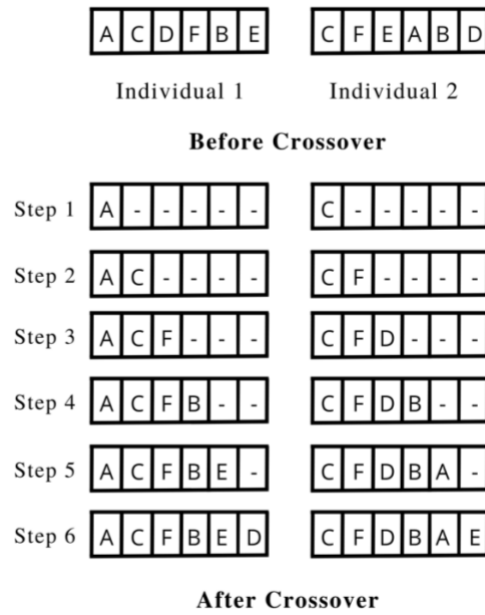 A C D F B E C F E A B D
Individual 1 Individual 2
Before Crossover
Step 1 A - - - - - C - - - - -
Step 2 A C - - - - C F - - - -
Step 3 A C F - - - C F D - - -
Step 4 A C F B - - C F D B - -
Step 5 A C F B E - C F D B A -
Step 6 A C F B E D C F D B A E
After Crossover